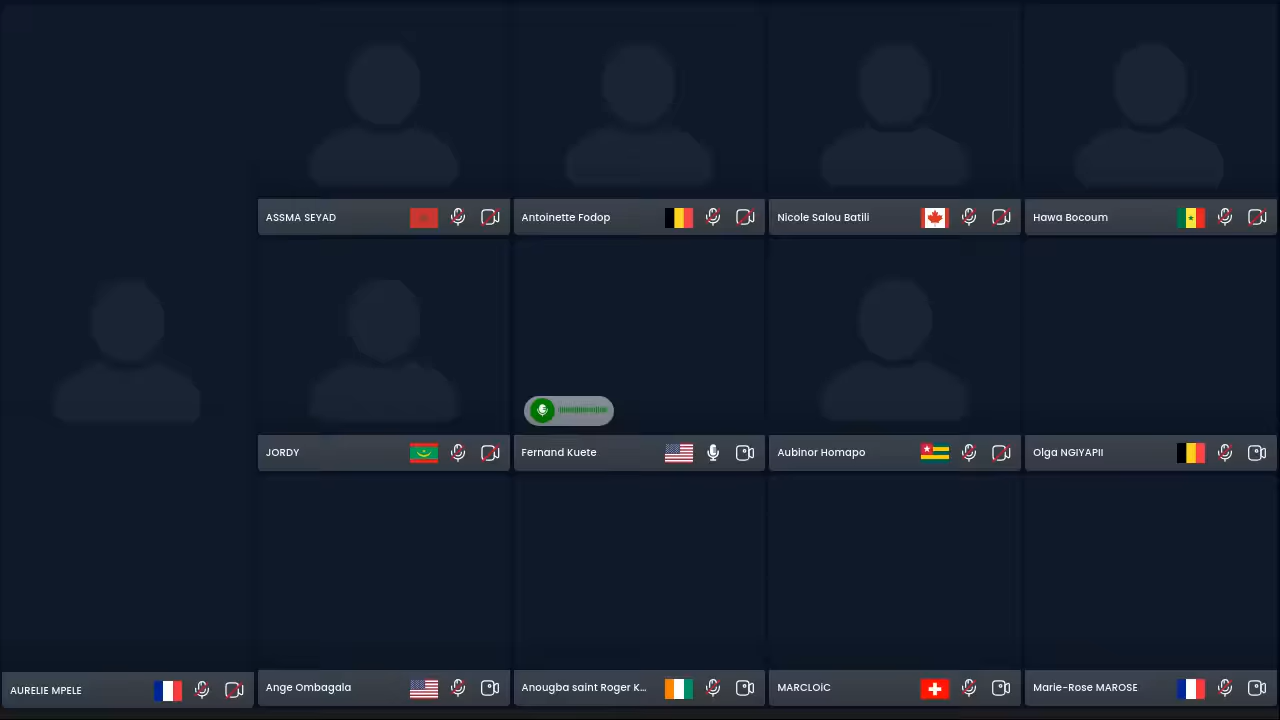 ASSMA SEYAD
Antoinette Fodop
Nicole Salou Batili
Hawa Bocoum
JORDY
Fernand Kuete
Aubinor Homapo
Olga NGIYAPII
AURELIE MPELE
Ange Ombagala
Anougba saint Roger K...
MARCLOiC
Marie-Rose MAROSE